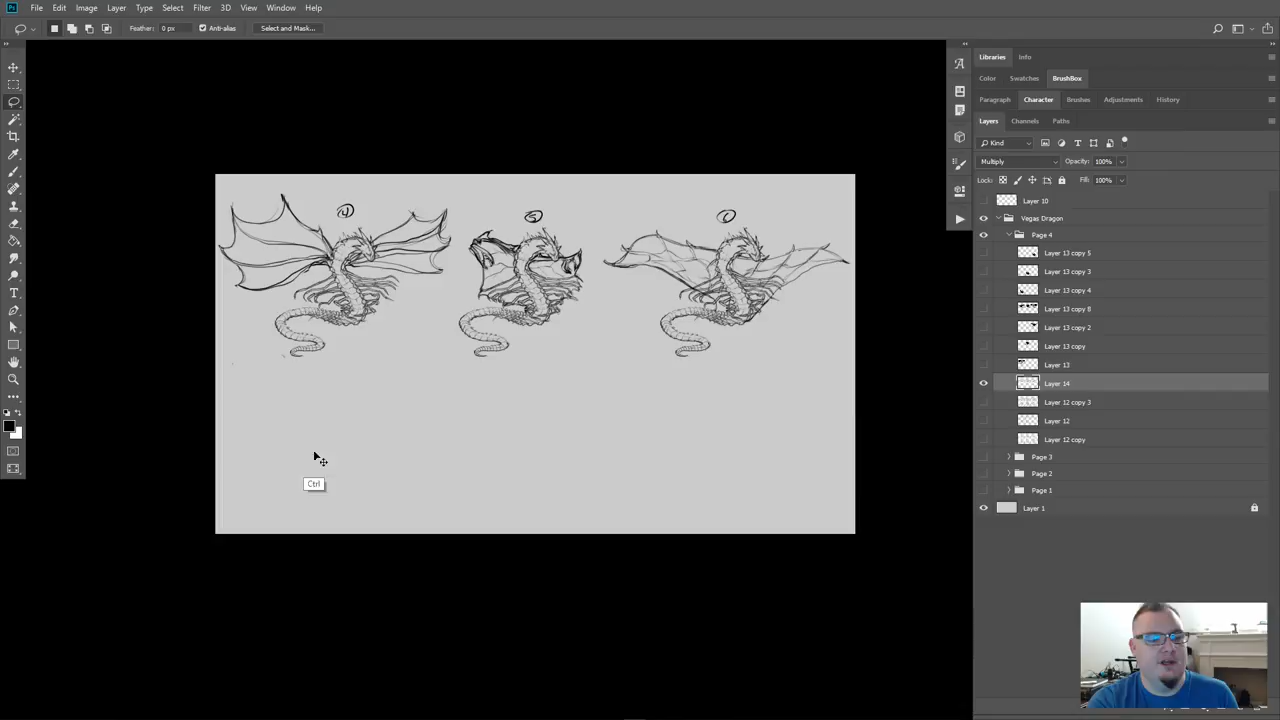 Ps File Edit Image Layer Type Select Filter 3D View Window Help
Feather: 0 px Anti-alias Select and Mask...
Libraries Info
Color Swatches BrushBox
Paragraph Character Brushes Adjustments History
Layers Channels Paths
Kind
Multiply Opacity: 100%
Lock: Fill: 100%
Layer 10
Vegas Dragon
Page 4
Layer 13 copy 5
Layer 13 copy 3
Layer 13 copy 4
Layer 13 copy 8
Layer 13 copy 2
Layer 13 copy
Layer 13
Layer 14
Layer 12 copy 3
Layer 12
Layer 12 copy
Page 3
Page 2
Page 1
Layer 1
4 5 6
Ctrl